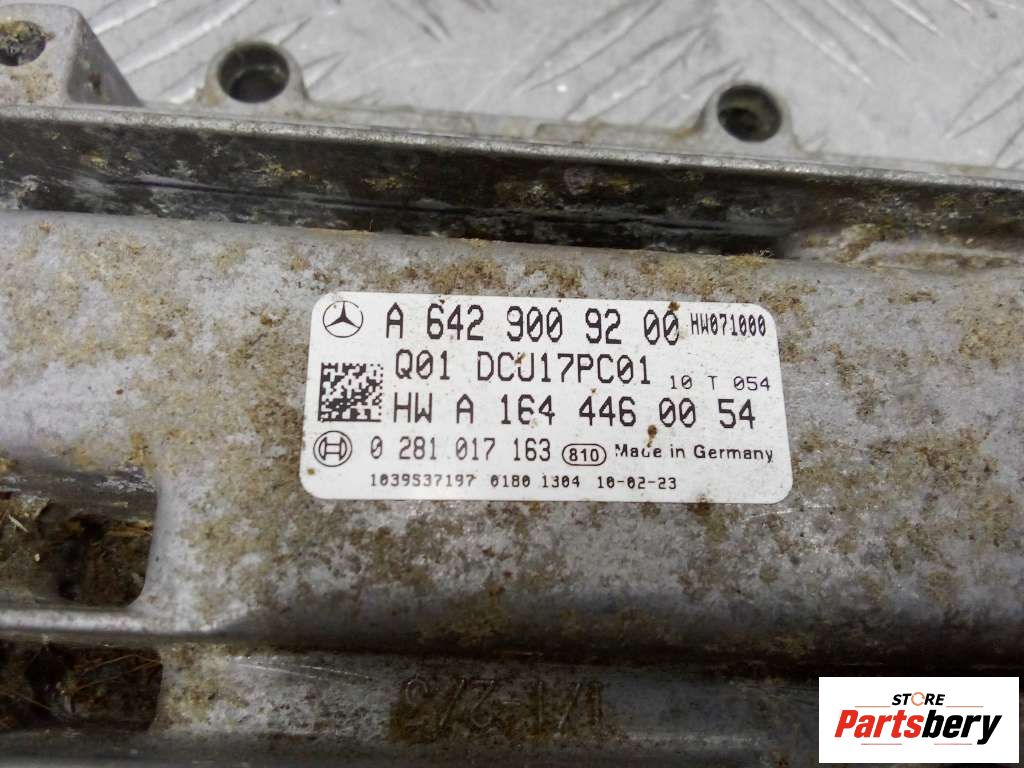 A 642 900 92 00 HW071000
Q01 DCU17PC01 10 T 054
HW A 164 446 00 54
0 281 017 163 810 Made in Germany
1039S37197 0180 1304 10-02-23
STORE
Partsbery